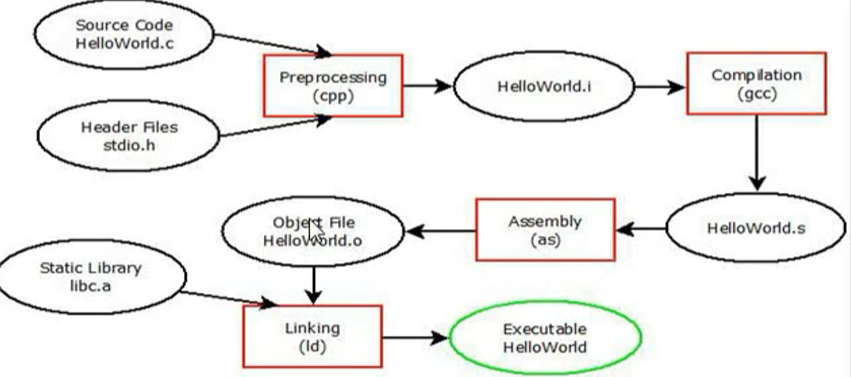 Source Code
HelloWorld.c
Header Files
stdio.h
Preprocessing
(cpp)
HelloWorld.i
Compilation
(gcc)
HelloWorld.s
Assembly
(as)
Object File
HelloWorld.o
Static Library
libc.a
Linking
(ld)
Executable
HelloWorld